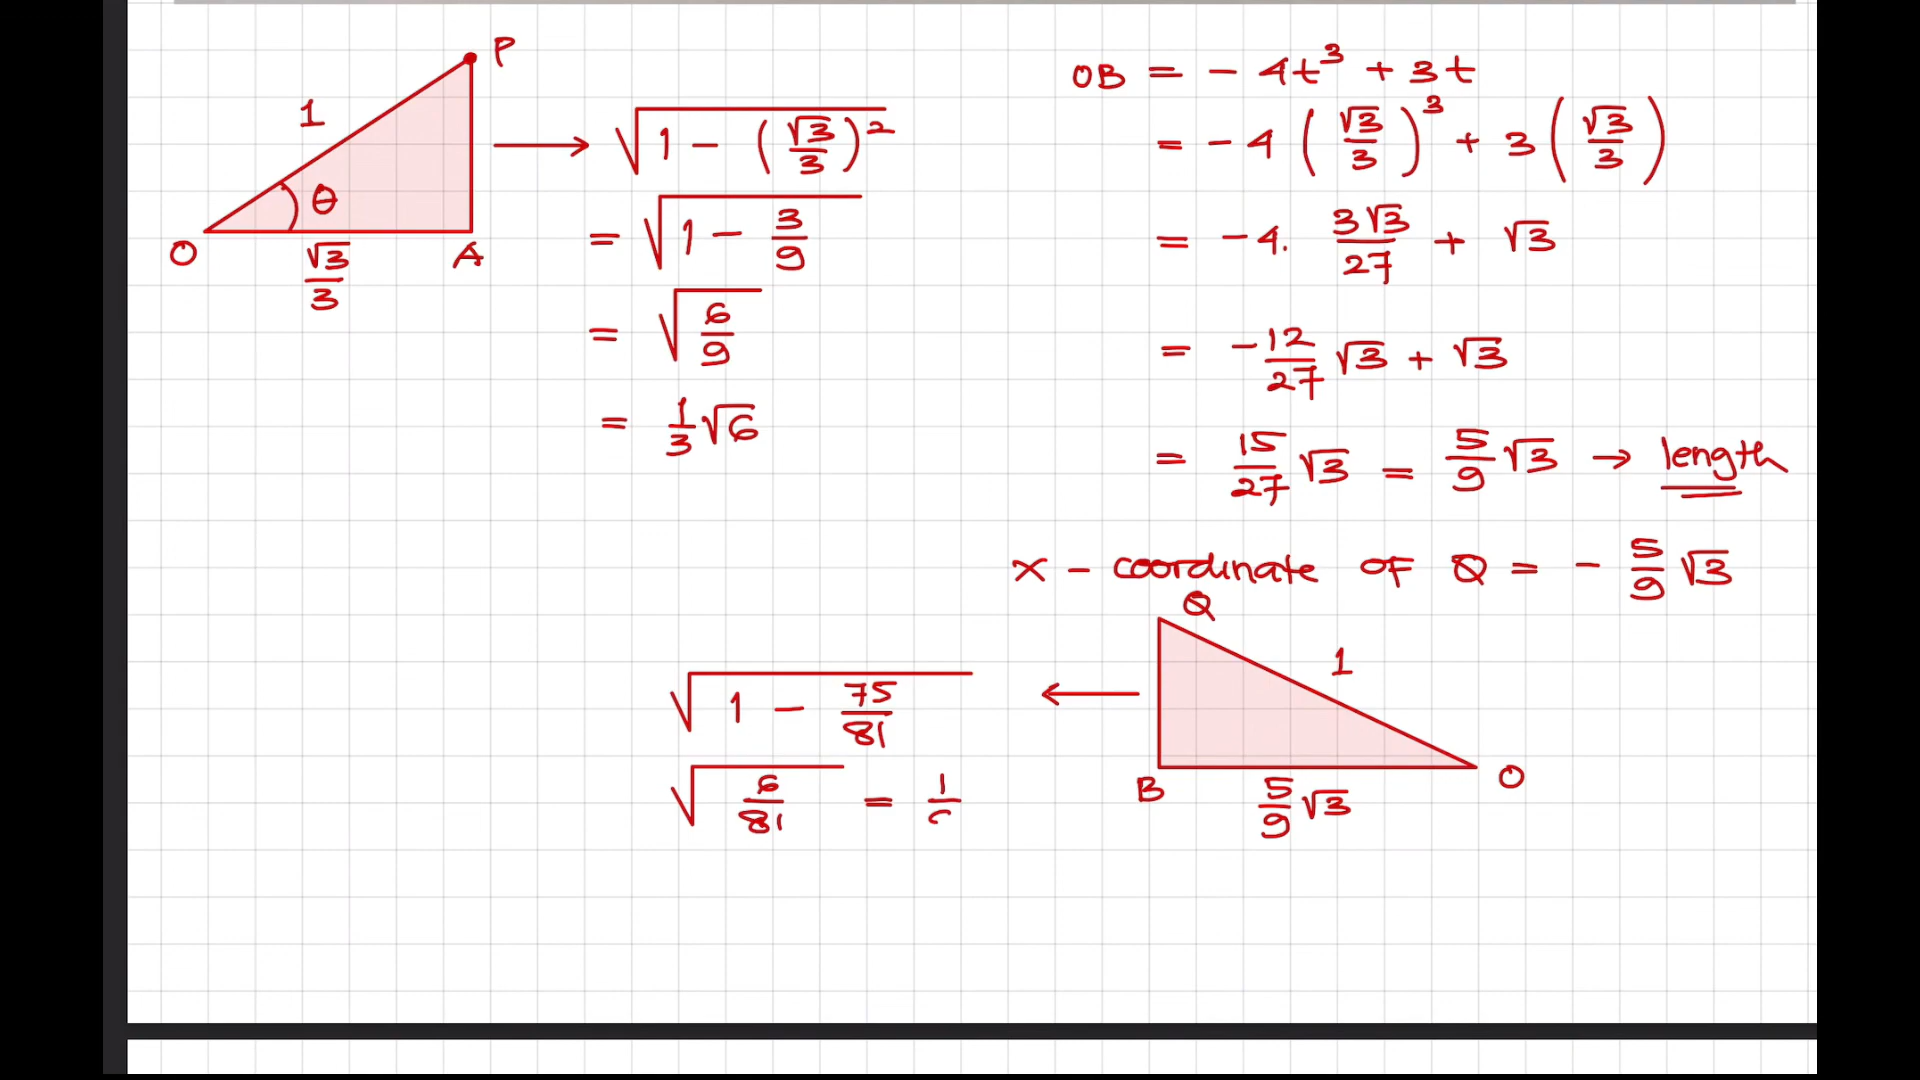 P
1
θ
O
A
√3/3
→ √(1 - (√3/3)²)
= √(1 - 3/9)
= √(6/9)
= 1/3 √6
OB = - 4t³ + 3t
= - 4 (√3/3)³ + 3 (√3/3)
= - 4. 3√3/27 + √3
= -12/27 √3 + √3
= 15/27 √3 = 5/9 √3 → length
x - coordinate of Q = - 5/9 √3
Q
1
B
O
5/9 √3
← √(1 - 75/81)
√(6/81) = 1/